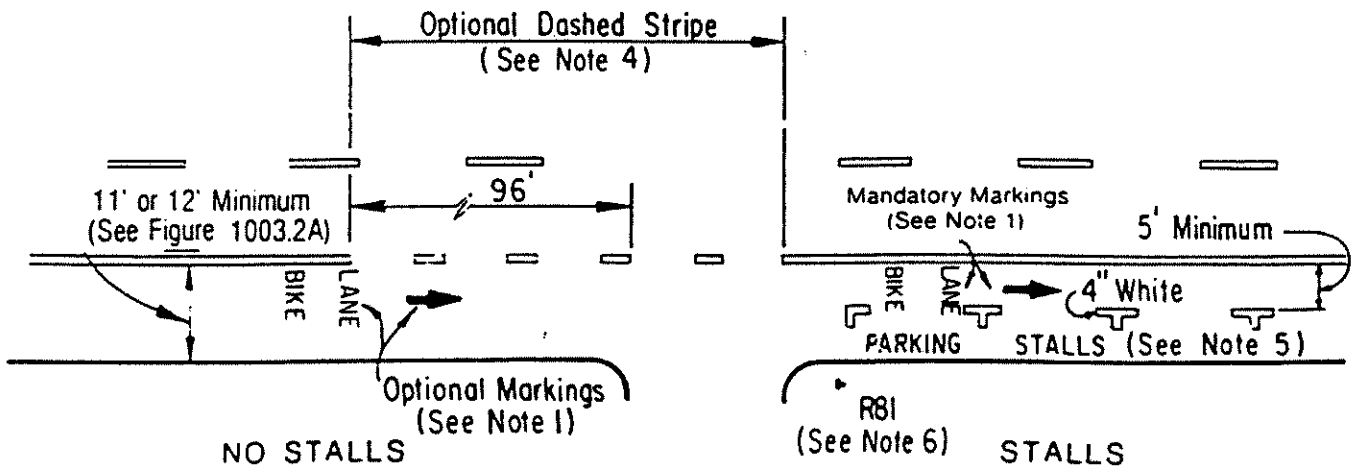 Optional Dashed Stripe
(See Note 4)
96'
11' or 12' Minimum
(See Figure 1003.2A)
Mandatory Markings
(See Note 1)
5' Minimum
BIKE
LANE
BIKE
LANE
4" White
PARKING STALLS (See Note 5)
Optional Markings
(See Note 1)
R81
(See Note 6)
NO STALLS
STALLS